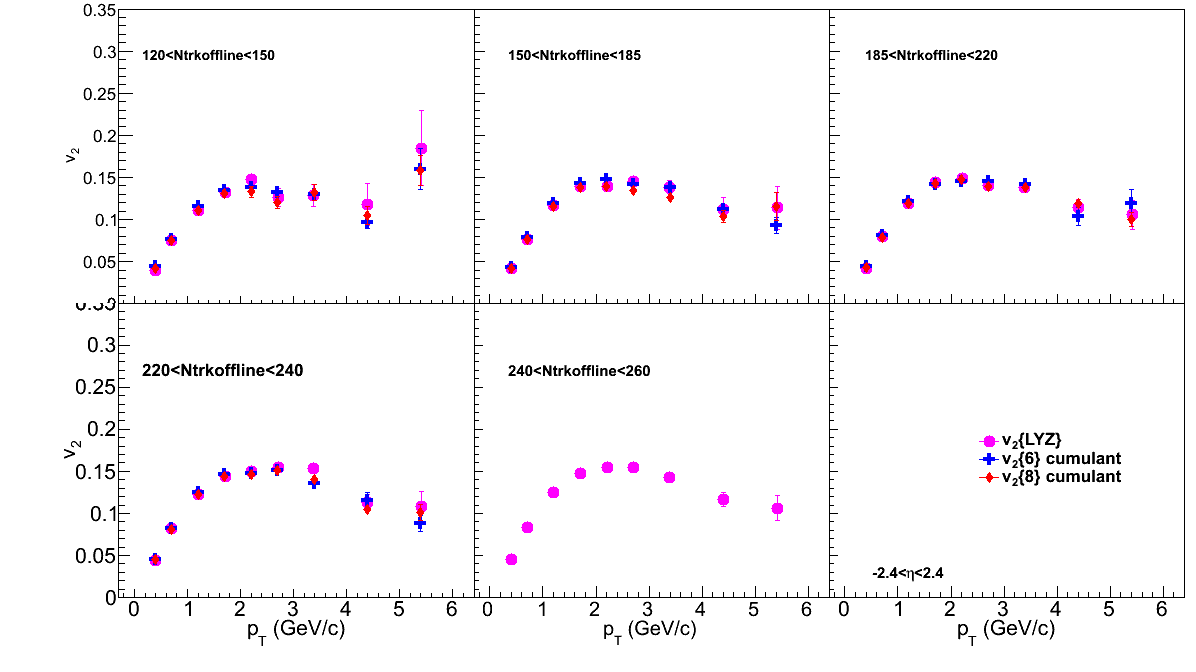 0.35
0.3
0.25
0.2
0.15
0.1
0.05
v2
120<Ntrkoffline<150
150<Ntrkoffline<185
185<Ntrkoffline<220
0.3
0.25
0.2
0.15
0.1
0.05
0
v2
220<Ntrkoffline<240
240<Ntrkoffline<260
v2{LYZ}
v2{6} cumulant
v2{8} cumulant
-2.4<η<2.4
0 1 2 3 4 5 6
0 1 2 3 4 5 6
0 1 2 3 4 5 6
pT (GeV/c)
pT (GeV/c)
pT (GeV/c)